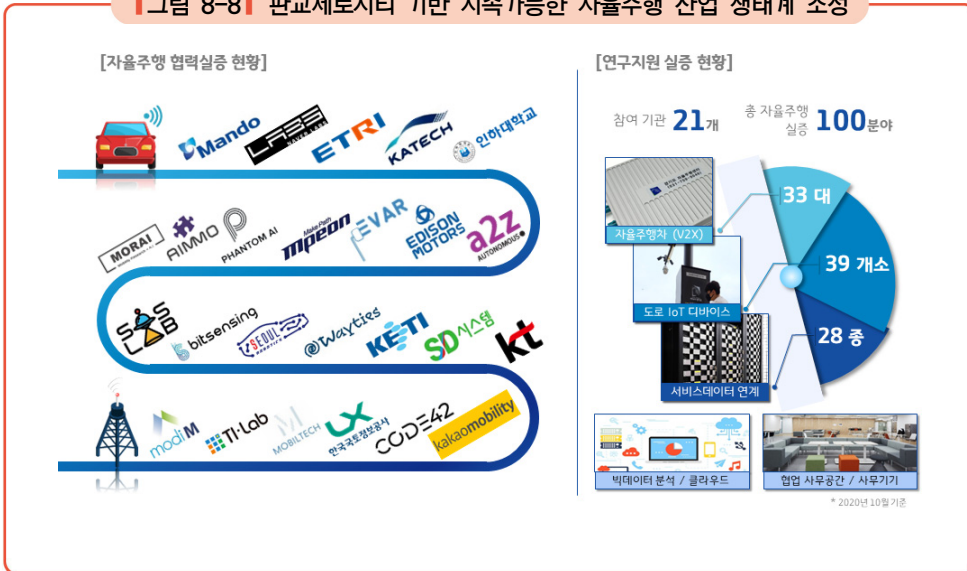 그림 8-8 판교제로시티 기반 지속가능한 자율주행 산업 생태계 조성
[자율주행 협력실증 현황]
Mando
LABS
NAVER LABS
ETRI
KATECH
인하대학교
MORAI
RIMMO
PHANTOM AI
Make Path
mpeon
EVAR
EDISON
MOTORS
a2z
AUTONOMOUS
SOS
LAB
bitsensing
SEOUL
ROBOTICS
@Waytics
KETI
SD시스템
kt
modiM
TI·Lab
MOBILTECH
LX
한국국토정보공사
CODE42
kakaomobility
[연구지원 실증 현황]
참여 기관 21개
총 자율주행
실증 100분야
33 대
자율주행차 (V2X)
39 개소
도로 IoT 디바이스
28 종
서비스데이터 연계
빅데이터 분석 / 클라우드
협업 사무공간 / 사무기기
* 2020년 10월 기준